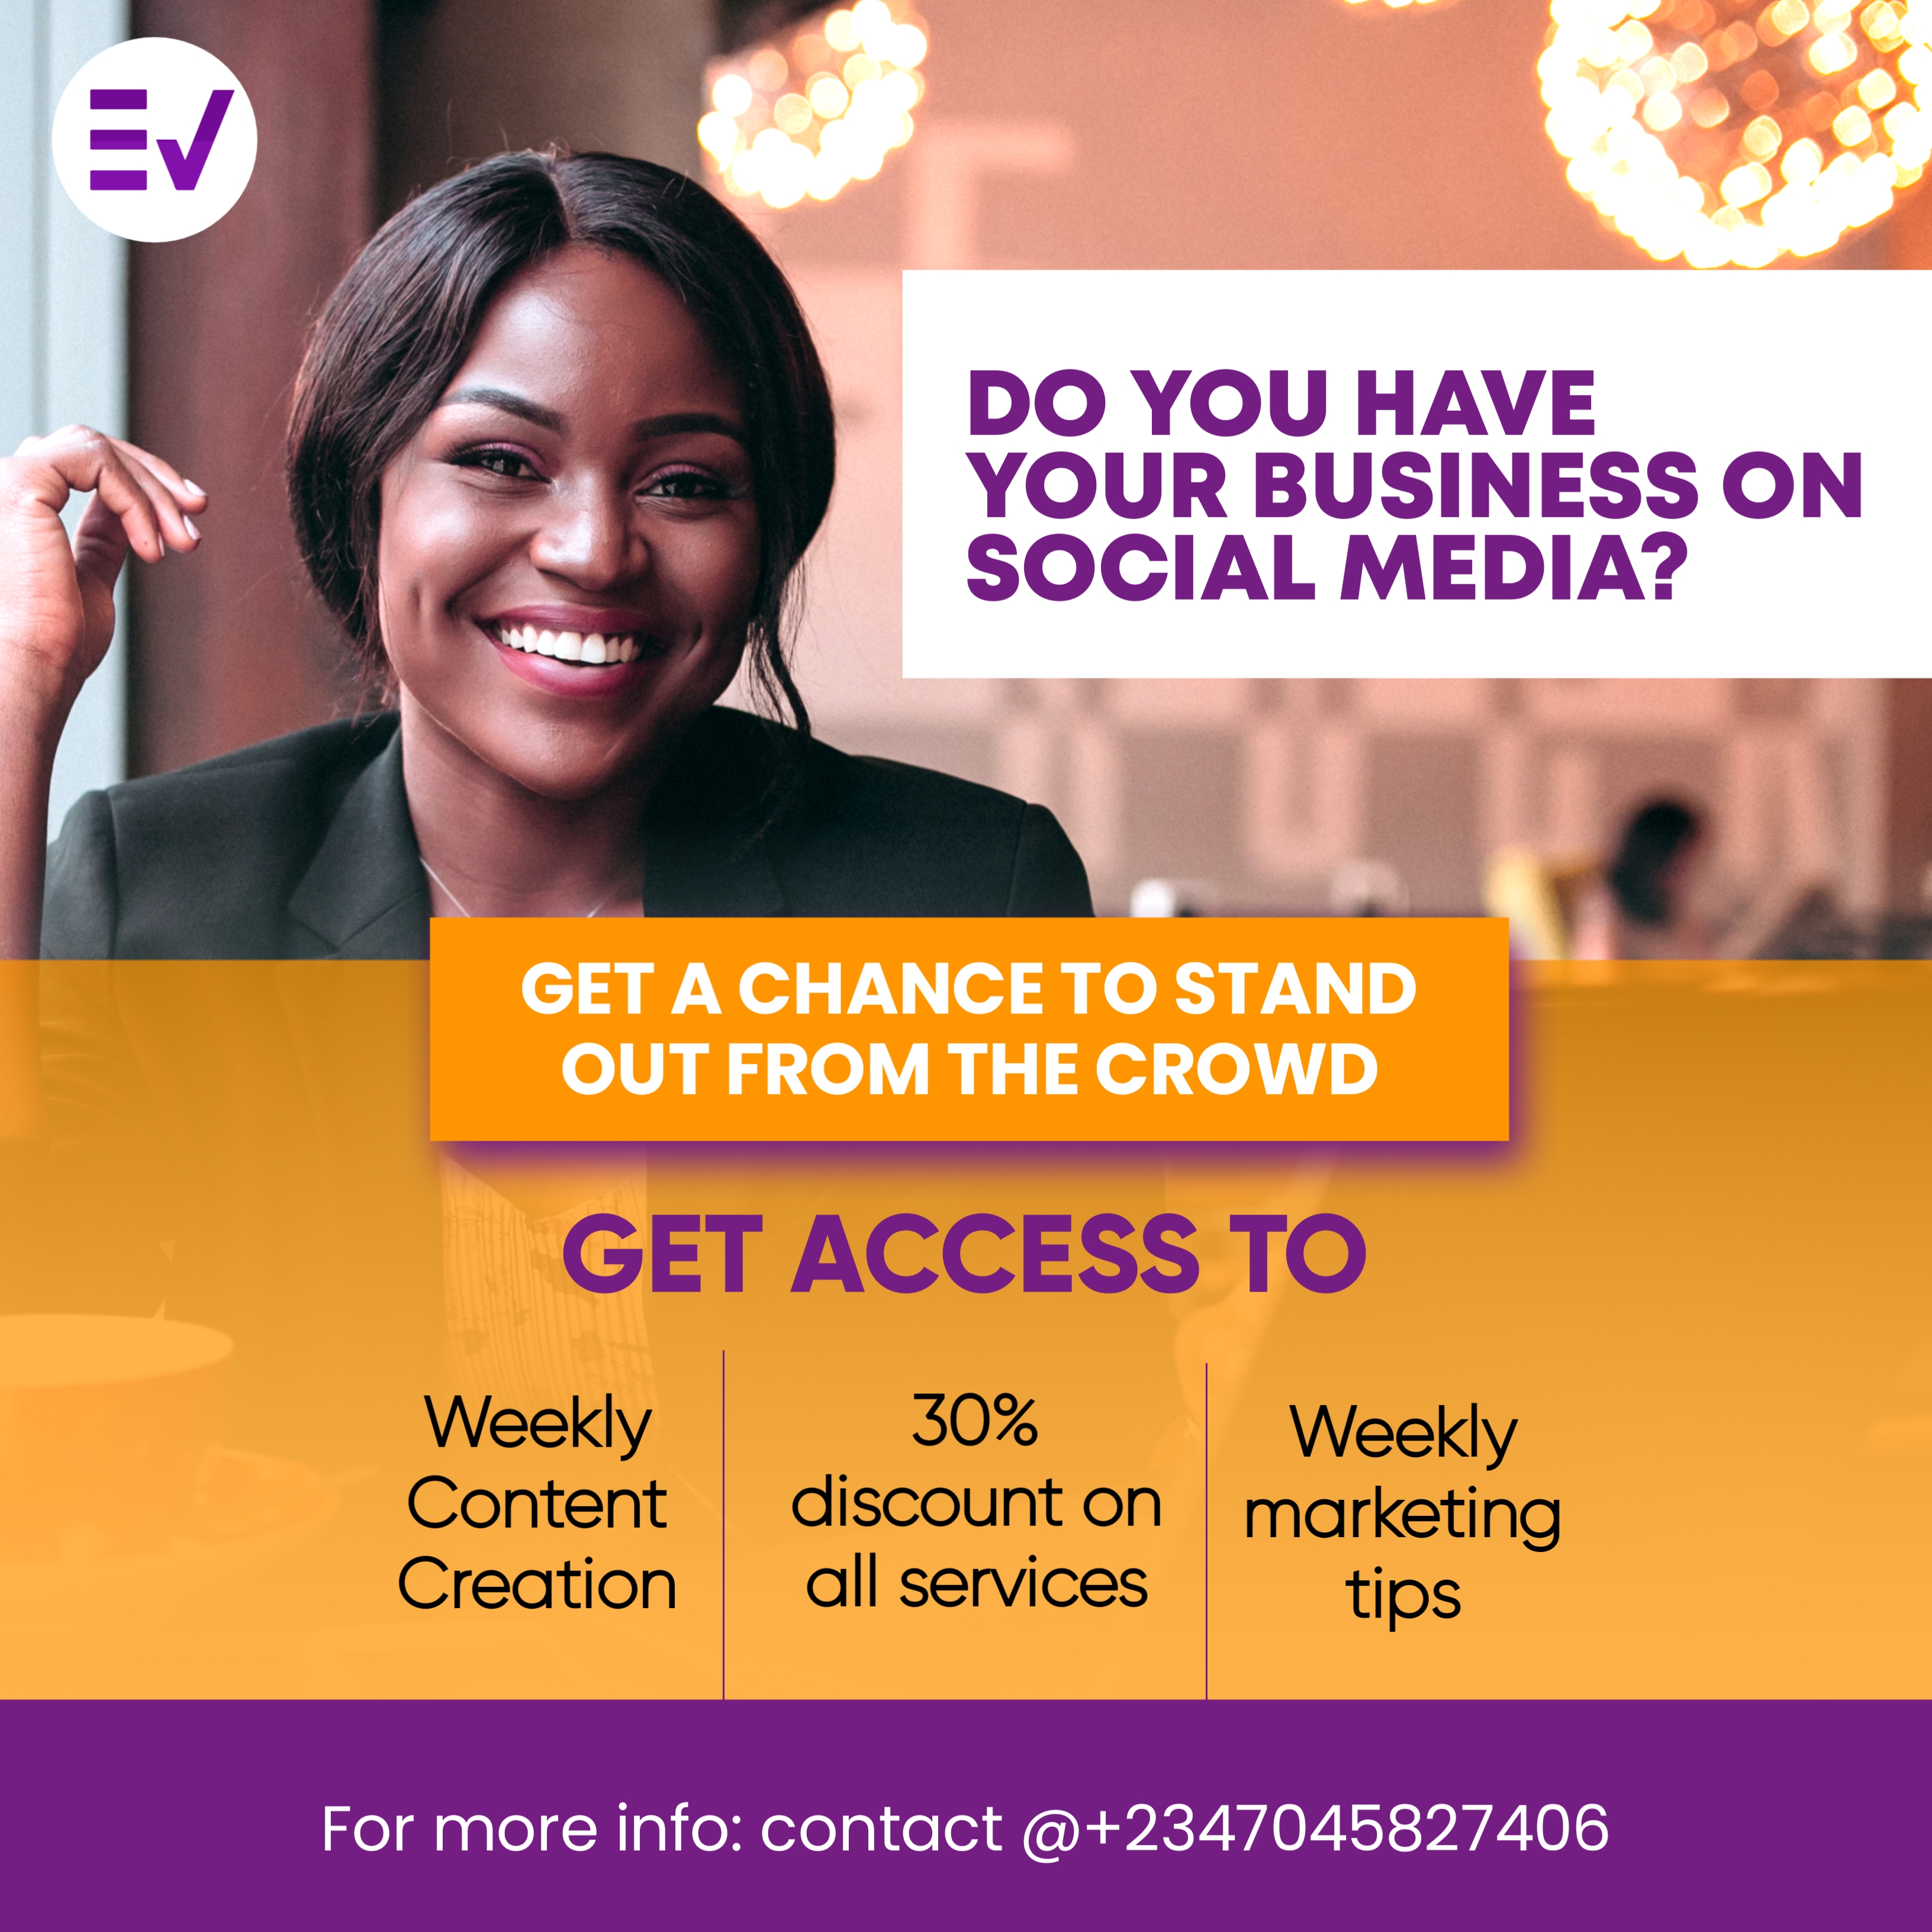 EV
DO YOU HAVE
YOUR BUSINESS ON
SOCIAL MEDIA?
GET A CHANCE TO STAND
OUT FROM THE CROWD
GET ACCESS TO
Weekly
Content
Creation
30%
discount on
all services
Weekly
marketing
tips
For more info: contact @+2347045827406